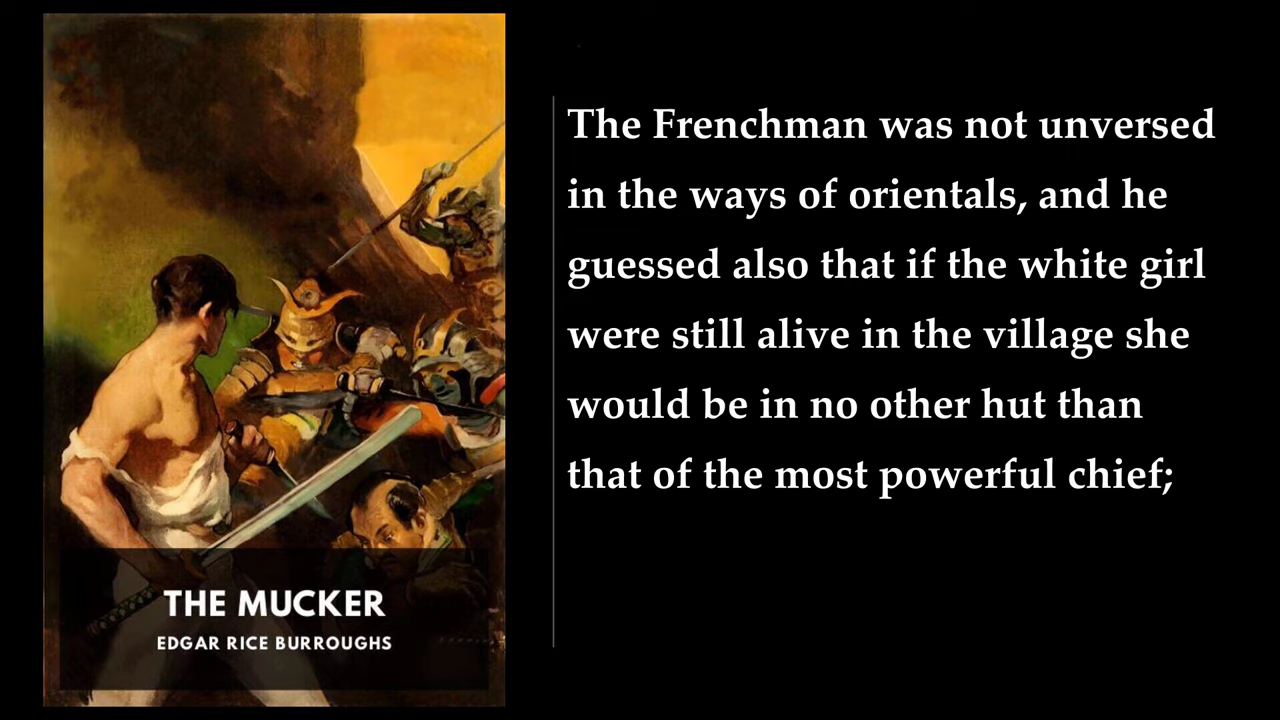 The Frenchman was not unversed
in the ways of orientals, and he
guessed also that if the white girl
were still alive in the village she
would be in no other hut than
that of the most powerful chief;
THE MUCKER
EDGAR RICE BURROUGHS